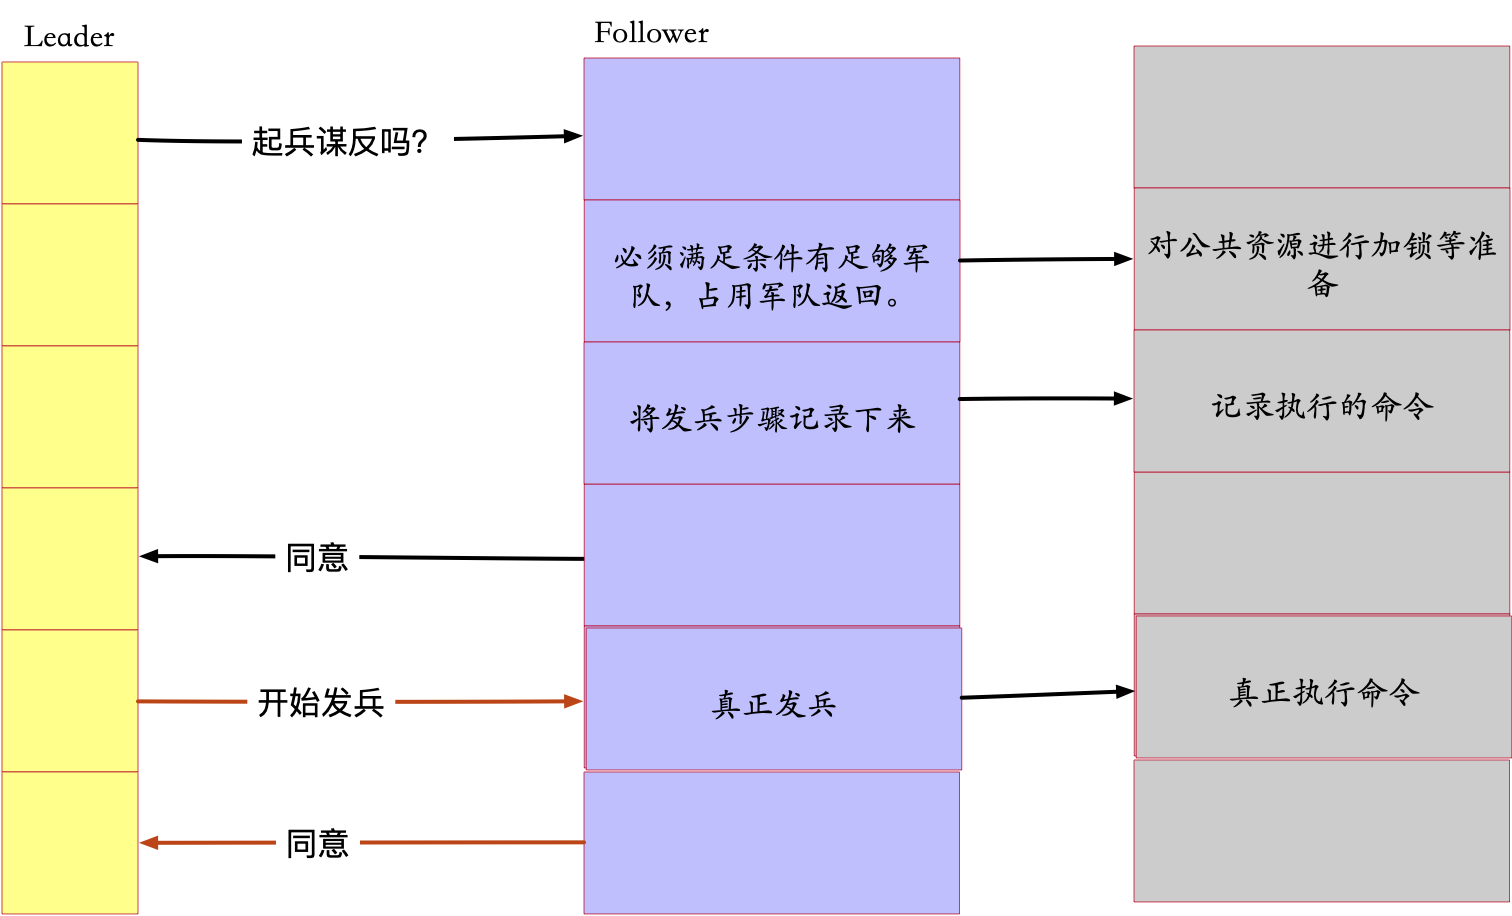 Leader
Follower
起兵谋反吗？
必须满足条件有足够军
队，占用军队返回。
对公共资源进行加锁等准
备
将发兵步骤记录下来
记录执行的命令
同意
开始发兵
真正发兵
真正执行命令
同意